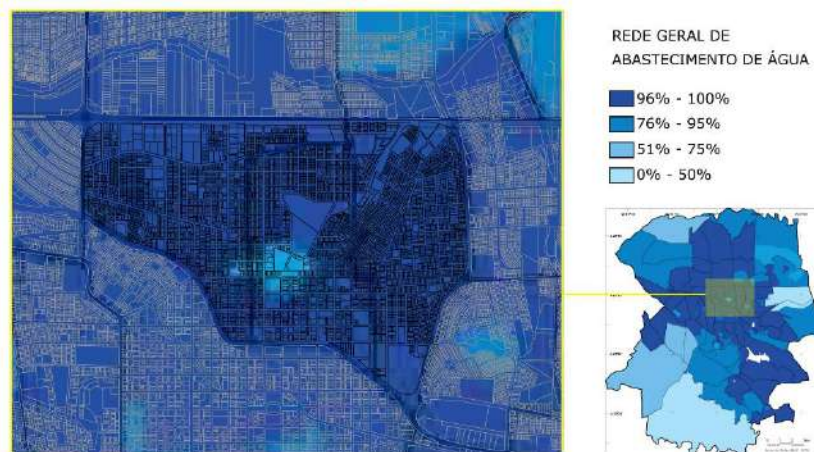 REDE GERAL DE
ABASTECIMENTO DE ÁGUA
96% - 100%
76% - 95%
51% - 75%
0% - 50%